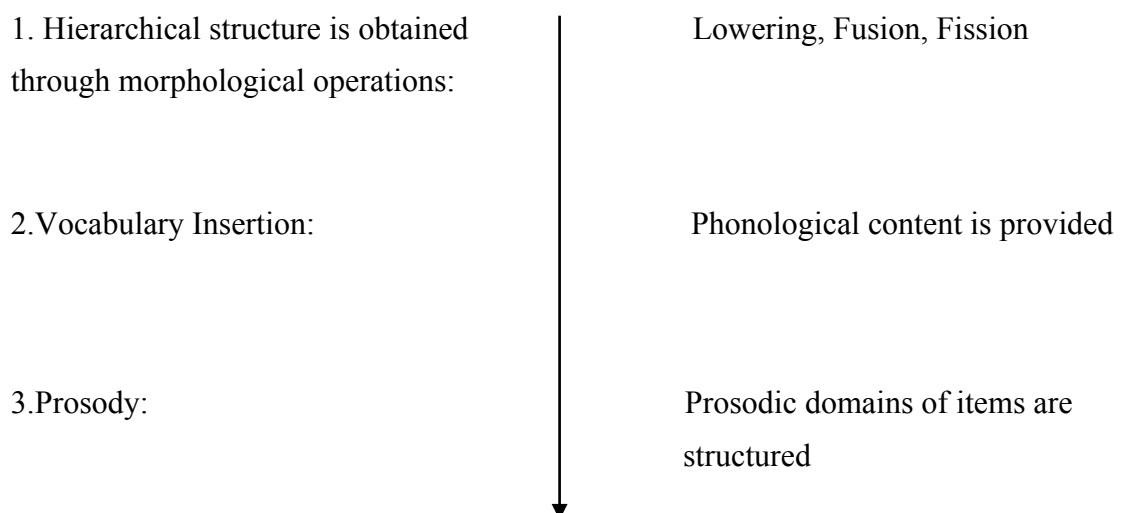 1. Hierarchical structure is obtained
through morphological operations:
Lowering, Fusion, Fission
2.Vocabulary Insertion:
Phonological content is provided
3.Prosody:
Prosodic domains of items are
structured